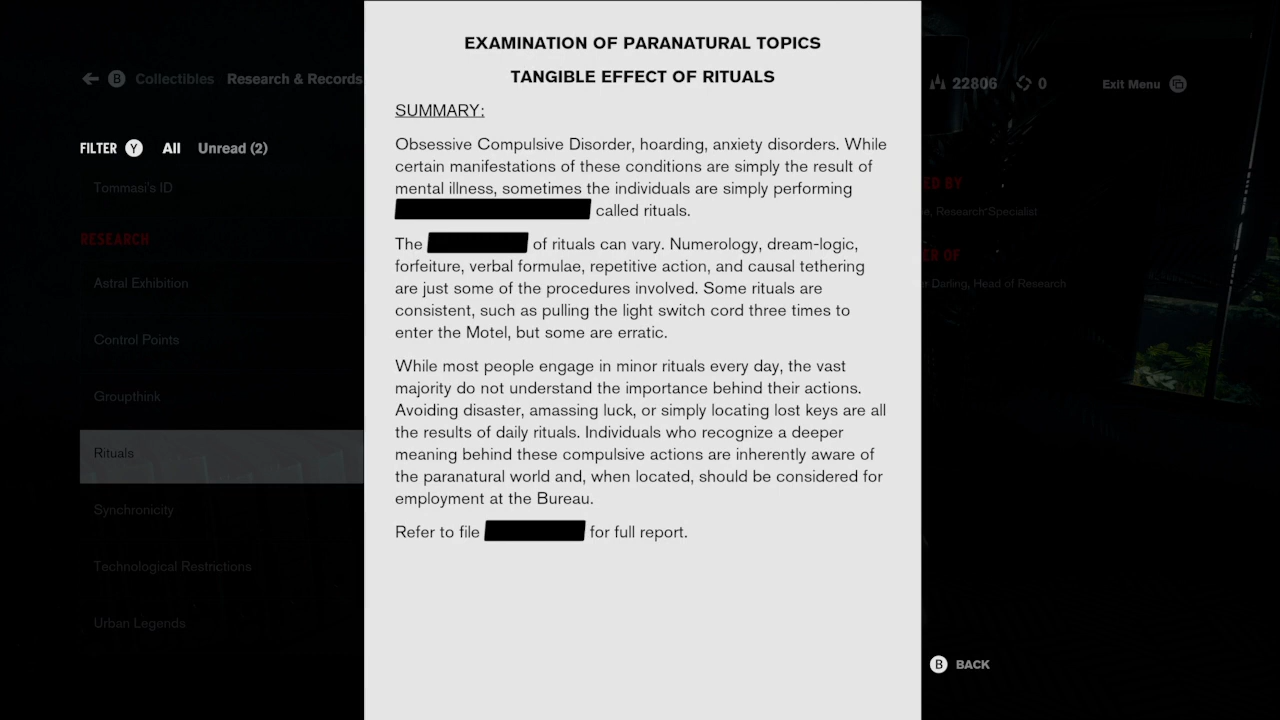 EXAMINATION OF PARANATURAL TOPICS
TANGIBLE EFFECT OF RITUALS
SUMMARY:
Obsessive Compulsive Disorder, hoarding, anxiety disorders. While
certain manifestations of these conditions are simply the result of
mental illness, sometimes the individuals are simply performing
called rituals.
The of rituals can vary. Numerology, dream-logic,
forfeiture, verbal formulae, repetitive action, and causal tethering
are just some of the procedures involved. Some rituals are
consistent, such as pulling the light switch cord three times to
enter the Motel, but some are erratic.
While most people engage in minor rituals every day, the vast
majority do not understand the importance behind their actions.
Avoiding disaster, amassing luck, or simply locating lost keys are all
the results of daily rituals. Individuals who recognize a deeper
meaning behind these compulsive actions are inherently aware of
the paranatural world and, when located, should be considered for
employment at the Bureau.
Refer to file for full report.
B Collectibles Research & Records
FILTER Y All Unread (2)
Tommasi's ID
RESEARCH
Astral Exhibition
Control Points
Groupthink
Rituals
Synchronicity
Technological Restrictions
Urban Legends
22806 0 Exit Menu
BY
Research Specialist
OF
Darling, Head of Research
B BACK